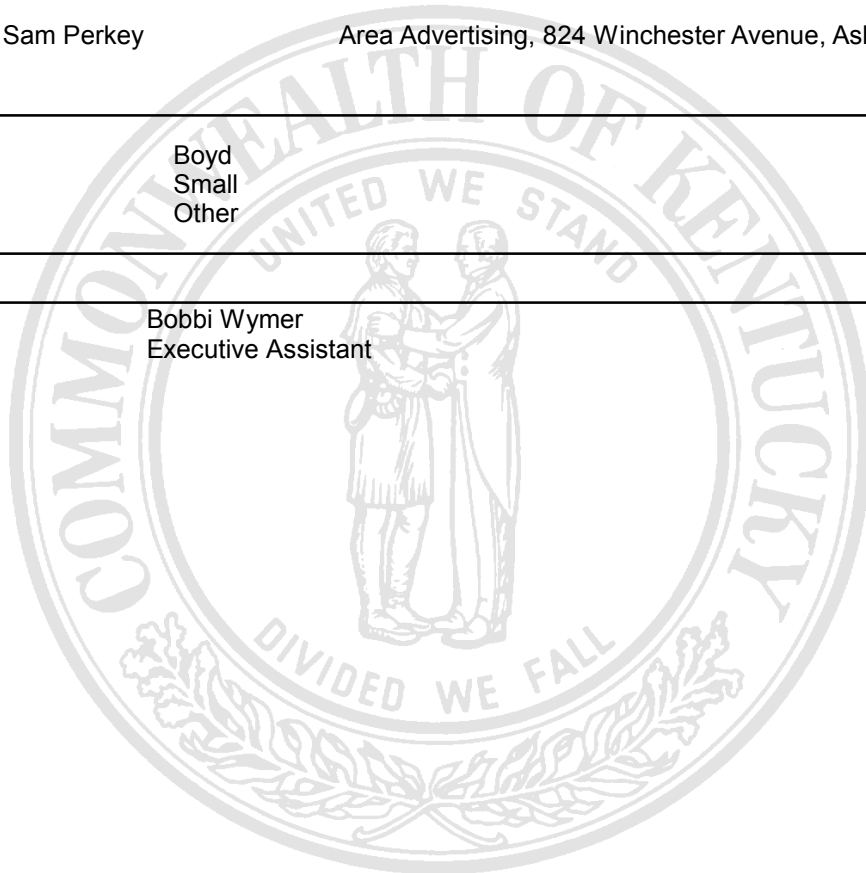 Sam Perkey Area Advertising, 824 Winchester Avenue,
Boyd
Small
Other
Bobbi Wymer
Executive Assistant
COMMONWEALTH OF KENTUCKY
UNITED WE STAND
DIVIDED WE FALL